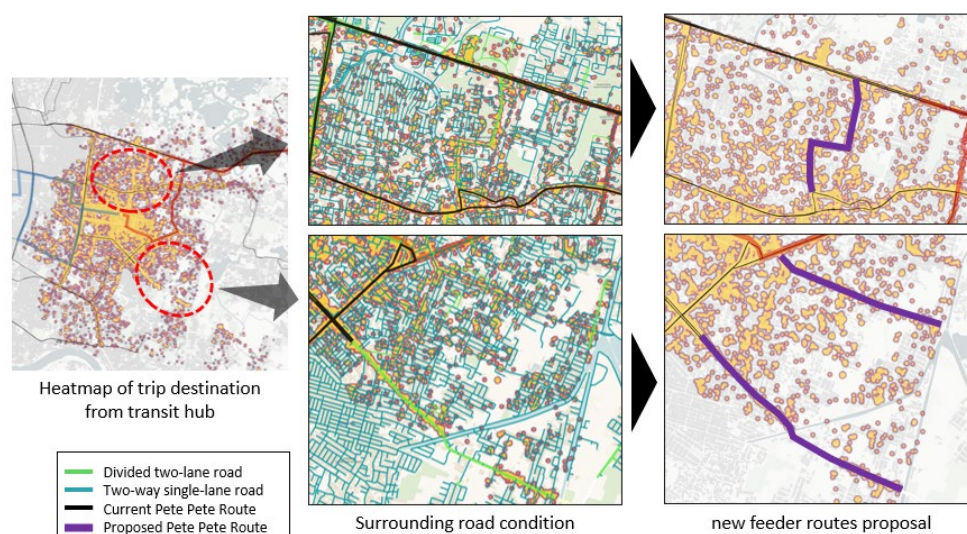 Heatmap of trip destination
from transit hub
Divided two-lane road
Two-way single-lane road
Current Pete Pete Route
Proposed Pete Pete Route
Surrounding road condition
new feeder routes proposal